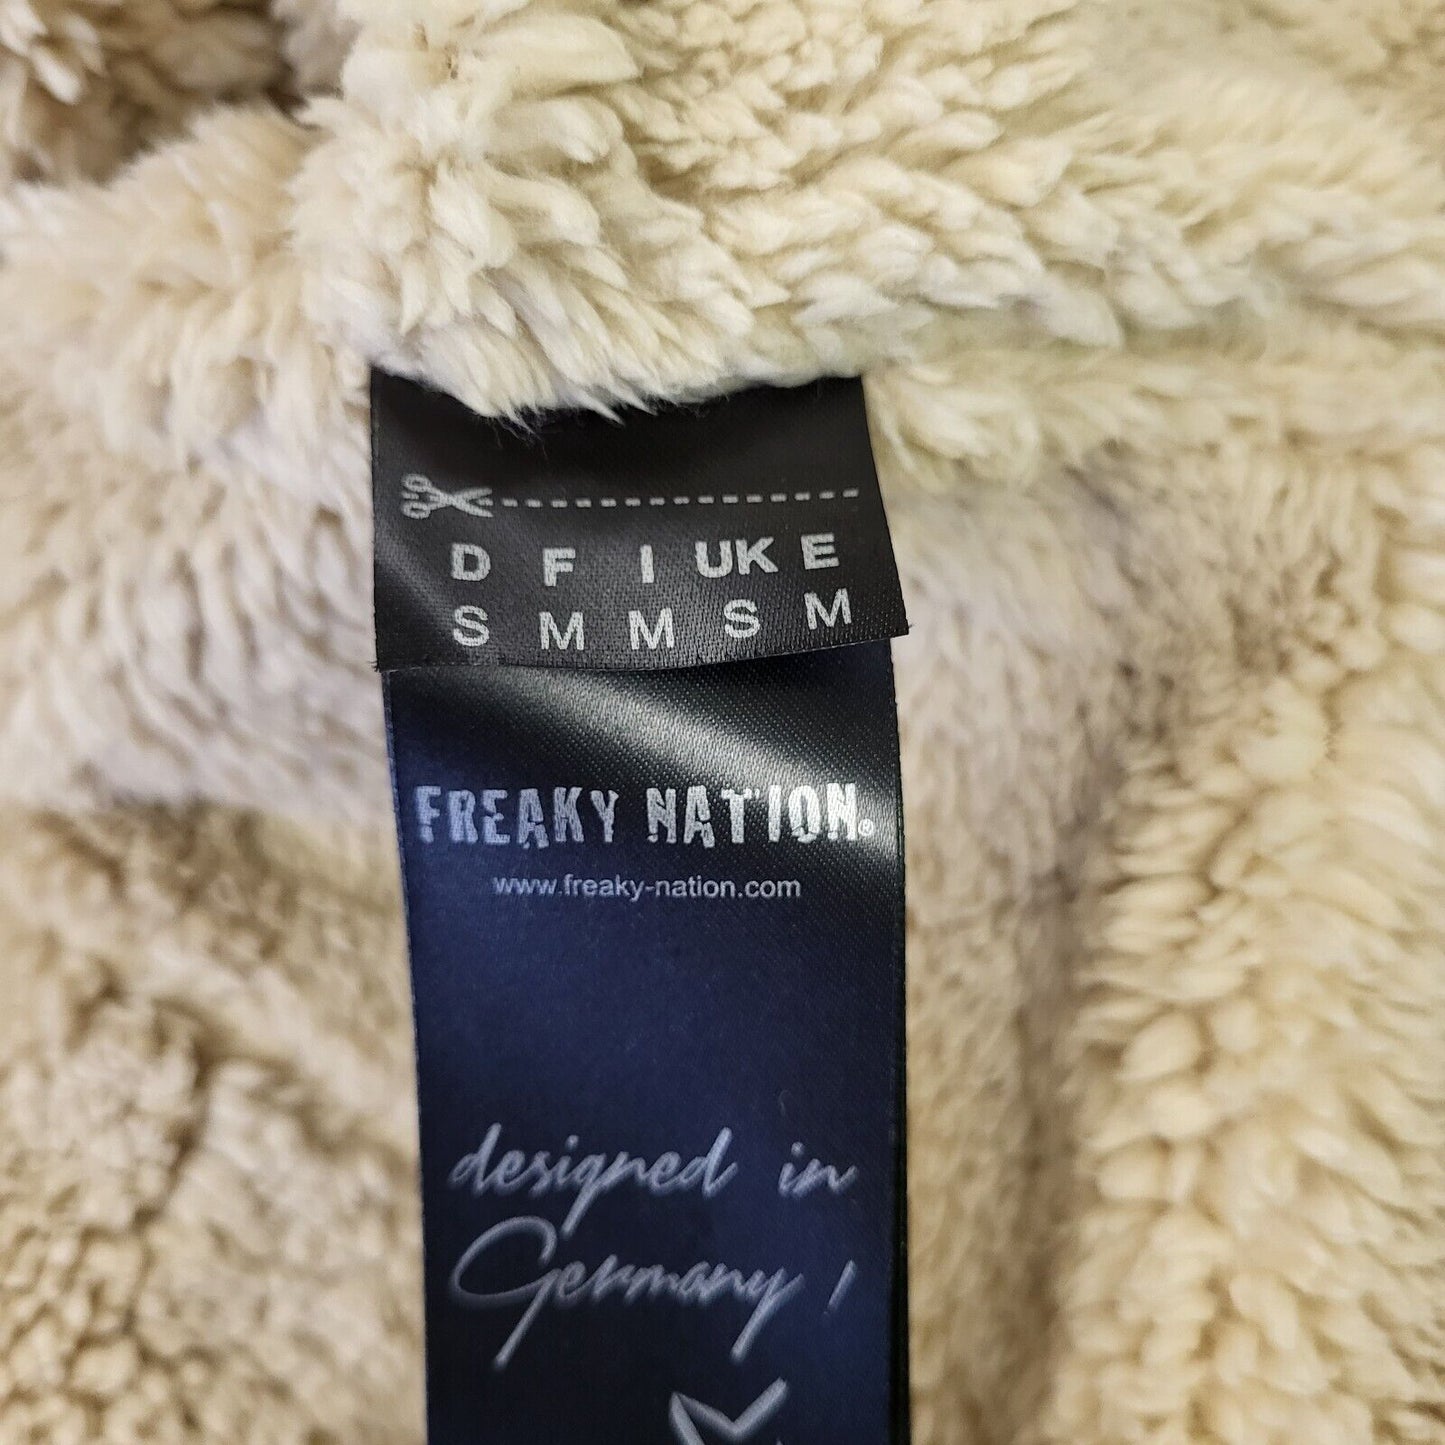 D F I UK E
S M M S M
FREAKY NATION®
www.freaky-nation.com
designed in
Germany!